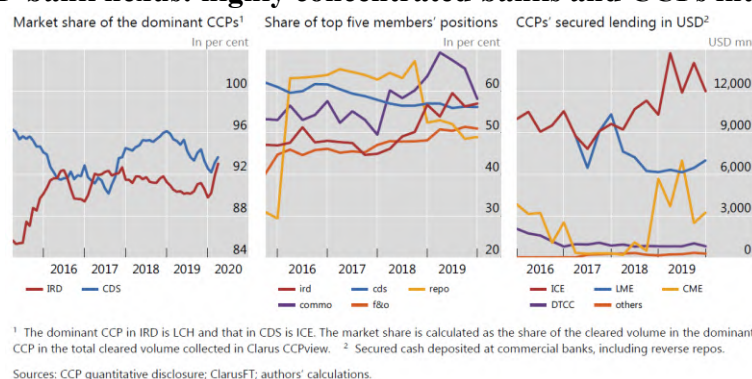 highly concentrated
Market share of the dominant CCPs¹
In per cent
100
96
92
88
84
2016 2017 2018 2019 2020
IRD CDS
Share of top five members' positions
In per cent
60
50
40
30
20
2016 2017 2018 2019
ird cds repo
commo f&o
CCPs' secured lending in USD²
USD mn
12,000
9,000
6,000
3,000
0
2016 2017 2018 2019
ICE LME CME
DTCC others
¹ The dominant CCP in IRD is LCH and that in CDS is ICE. The market share is calculated as the share of the cleared volume in the dominant
CCP in the total cleared volume collected in Clarus CCPview. ² Secured cash deposited at commercial banks, including reverse repos.
Sources: CCP quantitative disclosure; ClarusFT; authors' calculations.